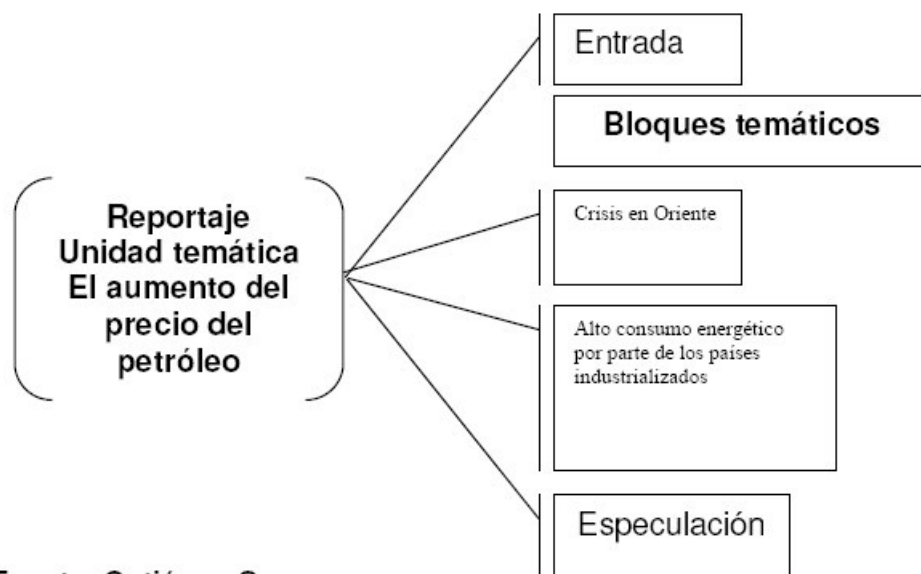 Entrada
Bloques temáticos
Reportaje
Unidad temática
El aumento del
precio del
petróleo
Crisis en Oriente
Alto consumo energético
por parte de los países
industrializados
Especulación